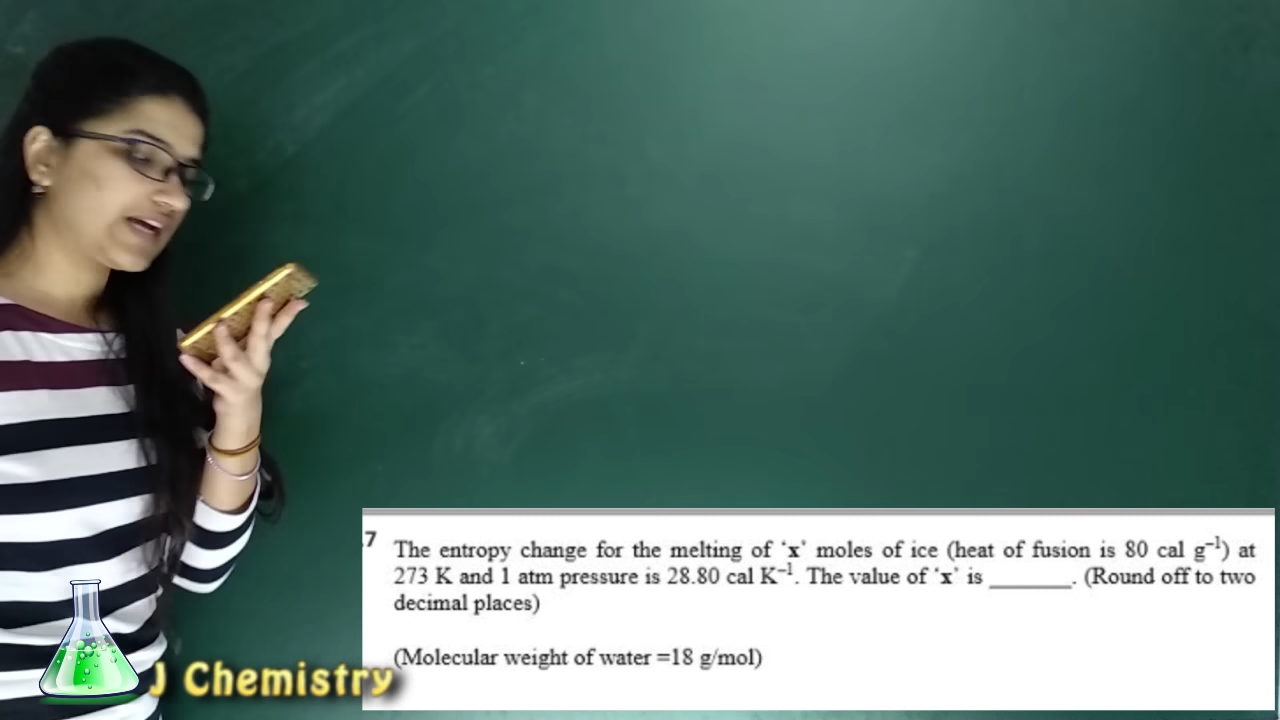 .7
The entropy change for the melting of ‘x’ moles of ice (heat of fusion is 80 cal g⁻¹) at
273 K and 1 atm pressure is 28.80 cal K⁻¹. The value of ‘x’ is _______. (Round off to two
decimal places)
(Molecular weight of water =18 g/mol)
J Chemistry